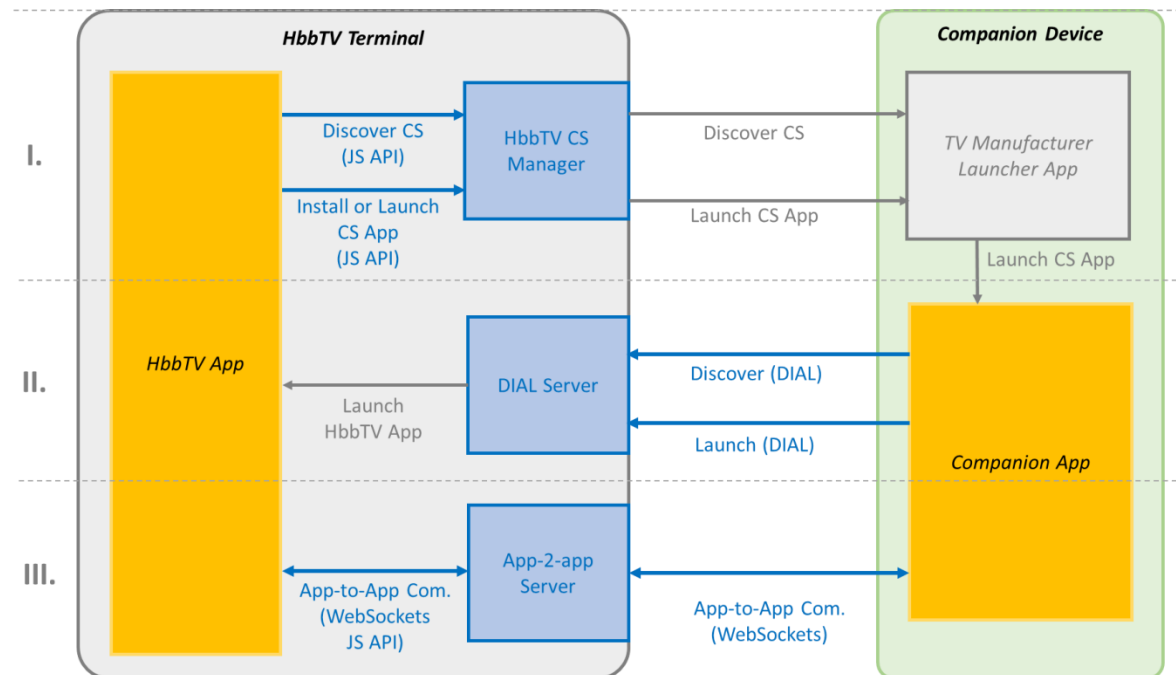 HbbTV Terminal
Companion Device
I.
Discover CS
(JS API)
Install or Launch
CS App
(JS API)
HbbTV CS
Manager
Discover CS
Launch CS App
TV Manufacturer
Launcher App
Launch CS App
II.
HbbTV App
Launch
HbbTV App
DIAL Server
Discover (DIAL)
Launch (DIAL)
Companion App
III.
App-to-App Com.
(WebSockets
JS API)
App-2-app
Server
App-to-App Com.
(WebSockets)